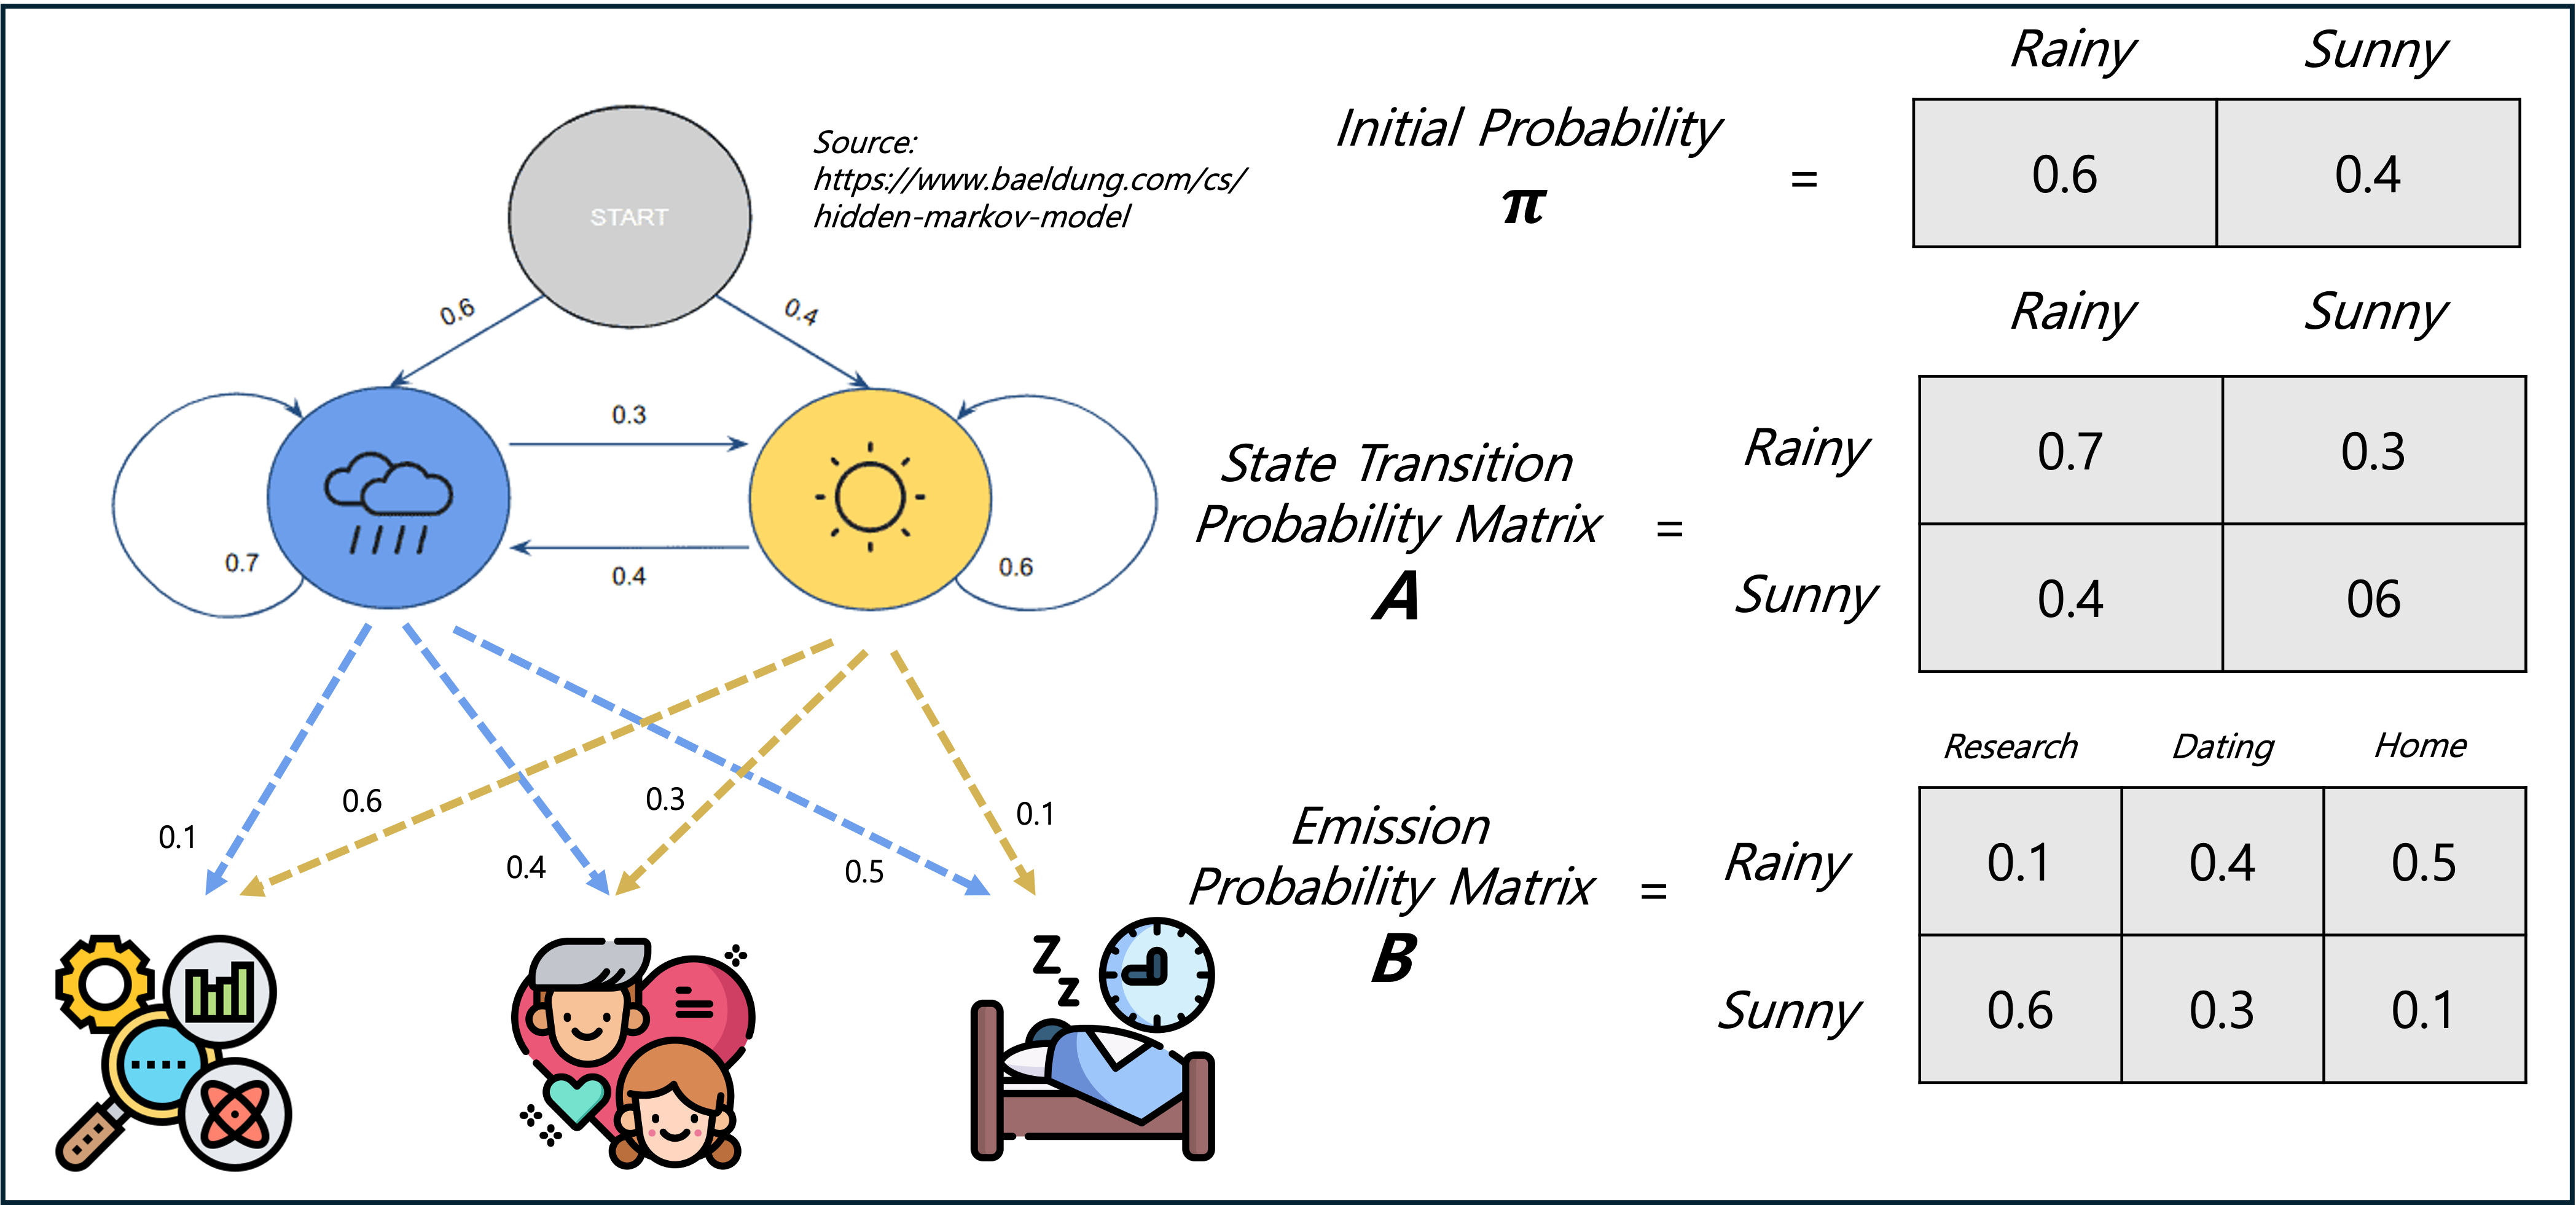 START
Source:
https://www.baeldung.com/cs/
hidden-markov-model
0.6
0.4
0.3
0.7
0.4
0.6
0.1
0.6
0.4
0.3
0.5
0.1
Z
z
Rainy Sunny
Initial Probability
π
=
0.6 0.4
Rainy Sunny
State Transition
Probability Matrix
A
=
Rainy 0.7 0.3
Sunny 0.4 06
Research Dating Home
Emission
Probability Matrix
B
=
Rainy 0.1 0.4 0.5
Sunny 0.6 0.3 0.1